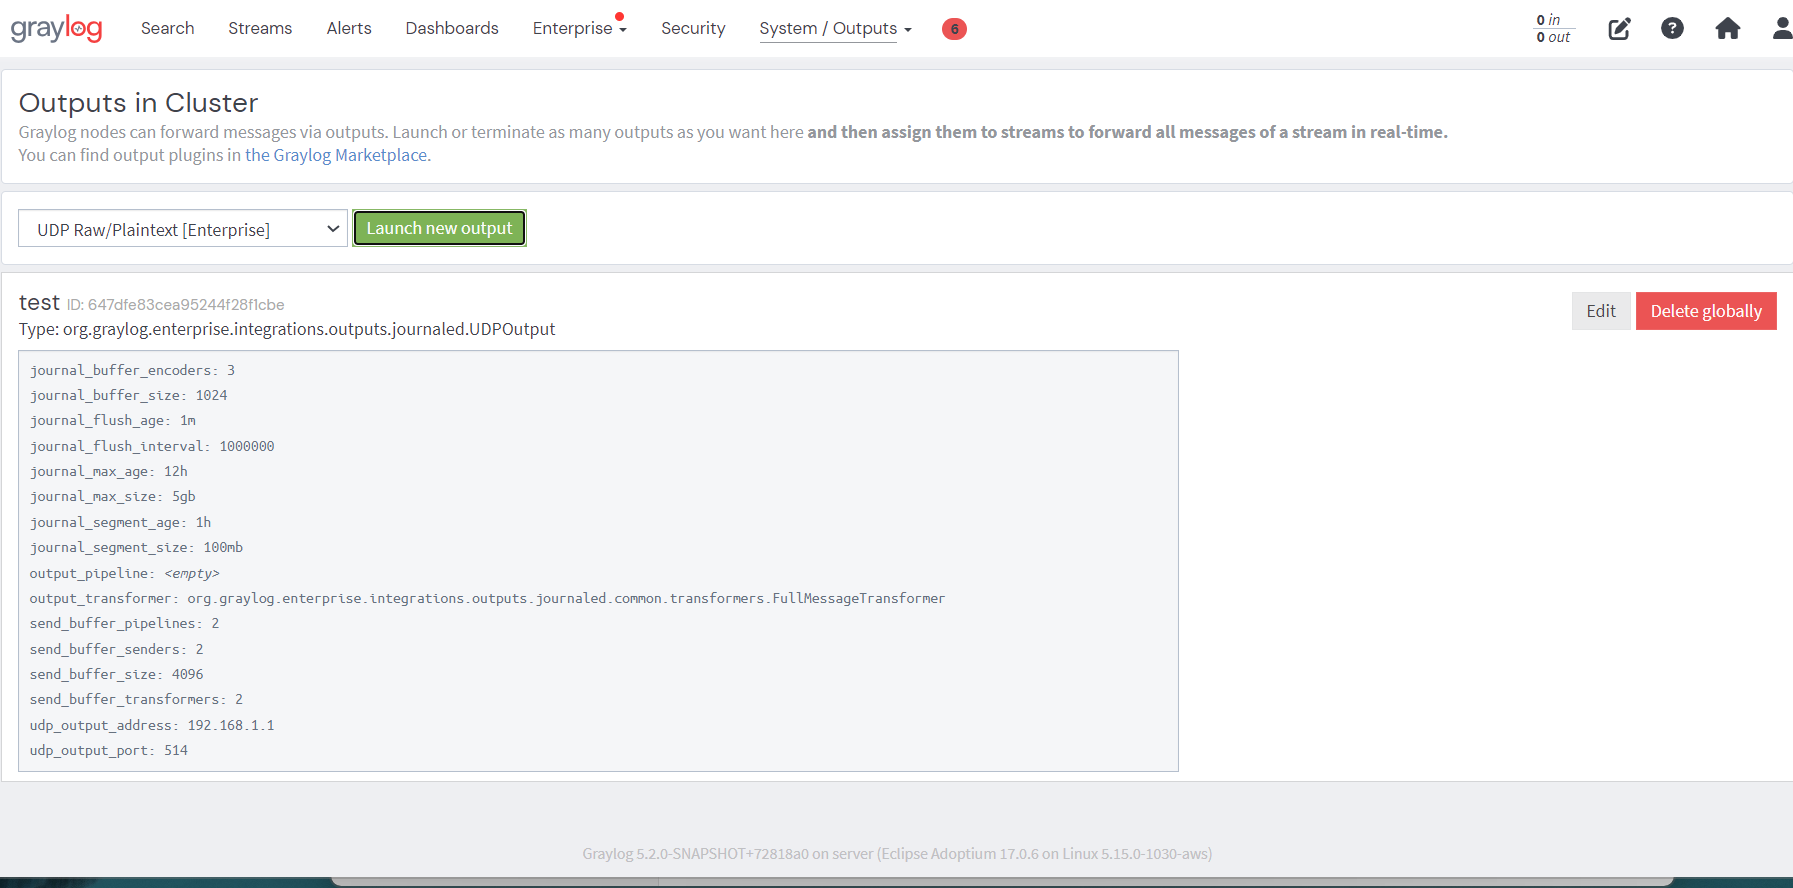 graylog Search Streams Alerts Dashboards Enterprise Security System / Outputs 6 0 in
0 out
Outputs in Cluster
Graylog nodes can forward messages via outputs. Launch or terminate as many outputs as you want here and then assign them to streams to forward all messages of a stream in real-time.
You can find output plugins in the Graylog Marketplace.
UDP Raw/Plaintext [Enterprise] Launch new output
test ID: 647dfe83cea95244f28f1cbe Edit Delete globally
Type: org.graylog.enterprise.integrations.outputs.journaled.UDPOutput
journal_buffer_encoders: 3
journal_buffer_size: 1024
journal_flush_age: 1m
journal_flush_interval: 1000000
journal_max_age: 12h
journal_max_size: 5gb
journal_segment_age: 1h
journal_segment_size: 100mb
output_pipeline: <empty>
output_transformer: org.graylog.enterprise.integrations.outputs.journaled.common.transformers.FullMessageTransformer
send_buffer_pipelines: 2
send_buffer_senders: 2
send_buffer_size: 4096
send_buffer_transformers: 2
udp_output_address: 192.168.1.1
udp_output_port: 514
Graylog 5.2.0-SNAPSHOT+72818a0 on server (Eclipse Adoptium 17.0.6 on Linux 5.15.0-1030-aws)